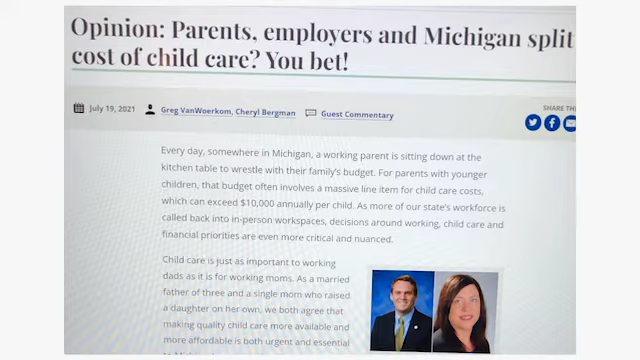 Opinion: Parents, employers and Michigan split
cost of child care? You bet!
July 19, 2021 Greg VanWoerkom, Cheryl Bergman Guest Commentary
SHARE THI
Every day, somewhere in Michigan, a working parent is sitting down at the
kitchen table to wrestle with their family's budget. For parents with younger
children, that budget often involves a massive line item for child care costs,
which can exceed $10,000 annually per child. As more of our state's workforce is
called back into in-person workspaces, decisions around working, child care and
financial priorities are even more critical and nuanced.
Child care is just as important to working
dads as it is for working moms. As a married
father of three and a single mom who raised
a daughter on her own, we both agree that
making quality child care more available and
more affordable is both urgent and essential